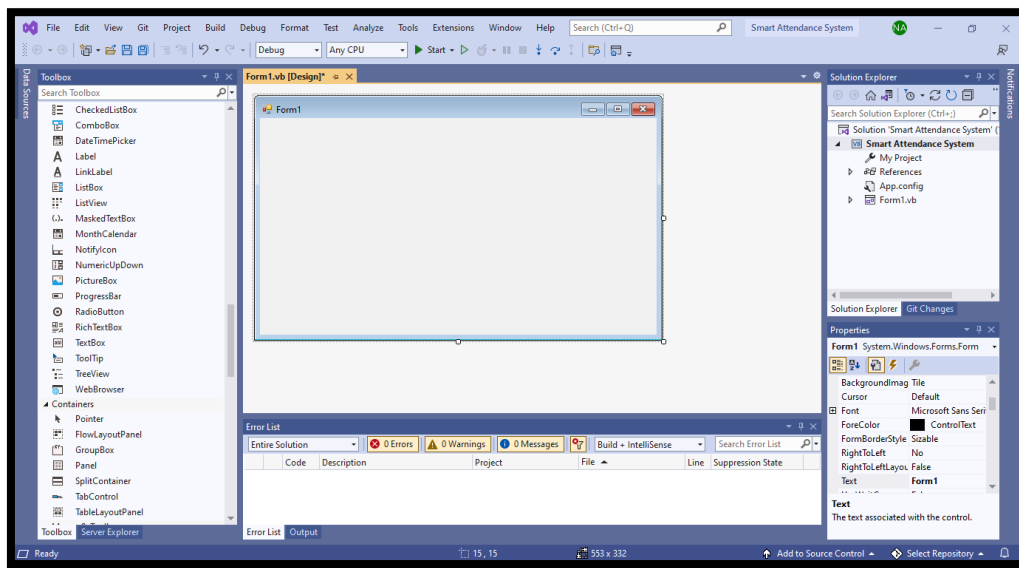 File Edit View Git Project Build Debug Format Test Analyze Tools Extensions Window Help Search (Ctrl+Q) Smart Attendance System NA
Debug Any CPU Start
Data Sources
Toolbox
Search Toolbox
CheckedListBox
ComboBox
DateTimePicker
Label
LinkLabel
ListBox
ListView
MaskedTextBox
MonthCalendar
NotifyIcon
NumericUpDown
PictureBox
ProgressBar
RadioButton
RichTextBox
TextBox
ToolTip
TreeView
WebBrowser
Containers
Pointer
FlowLayoutPanel
GroupBox
Panel
SplitContainer
TabControl
TableLayoutPanel
Toolbox Server Explorer
Form1.vb [Design]*
Form1
Error List
Entire Solution 0 Errors 0 Warnings 0 Messages Build + IntelliSense Search Error List
Code Description Project File Line Suppression State
Error List Output
Solution Explorer
Search Solution Explorer (Ctrl+;)
Solution 'Smart Attendance System' (
Smart Attendance System
My Project
References
App.config
Form1.vb
Solution Explorer Git Changes
Properties
Form1 System.Windows.Forms.Form
BackgroundImag Tile
Cursor Default
Font Microsoft Sans Seri
ForeColor ControlText
FormBorderStyle Sizable
RightToLeft No
RightToLeftLayou False
Text Form1
Text
The text associated with the control.
Notifications
Ready 15 , 15 553 x 332 Add to Source Control Select Repository